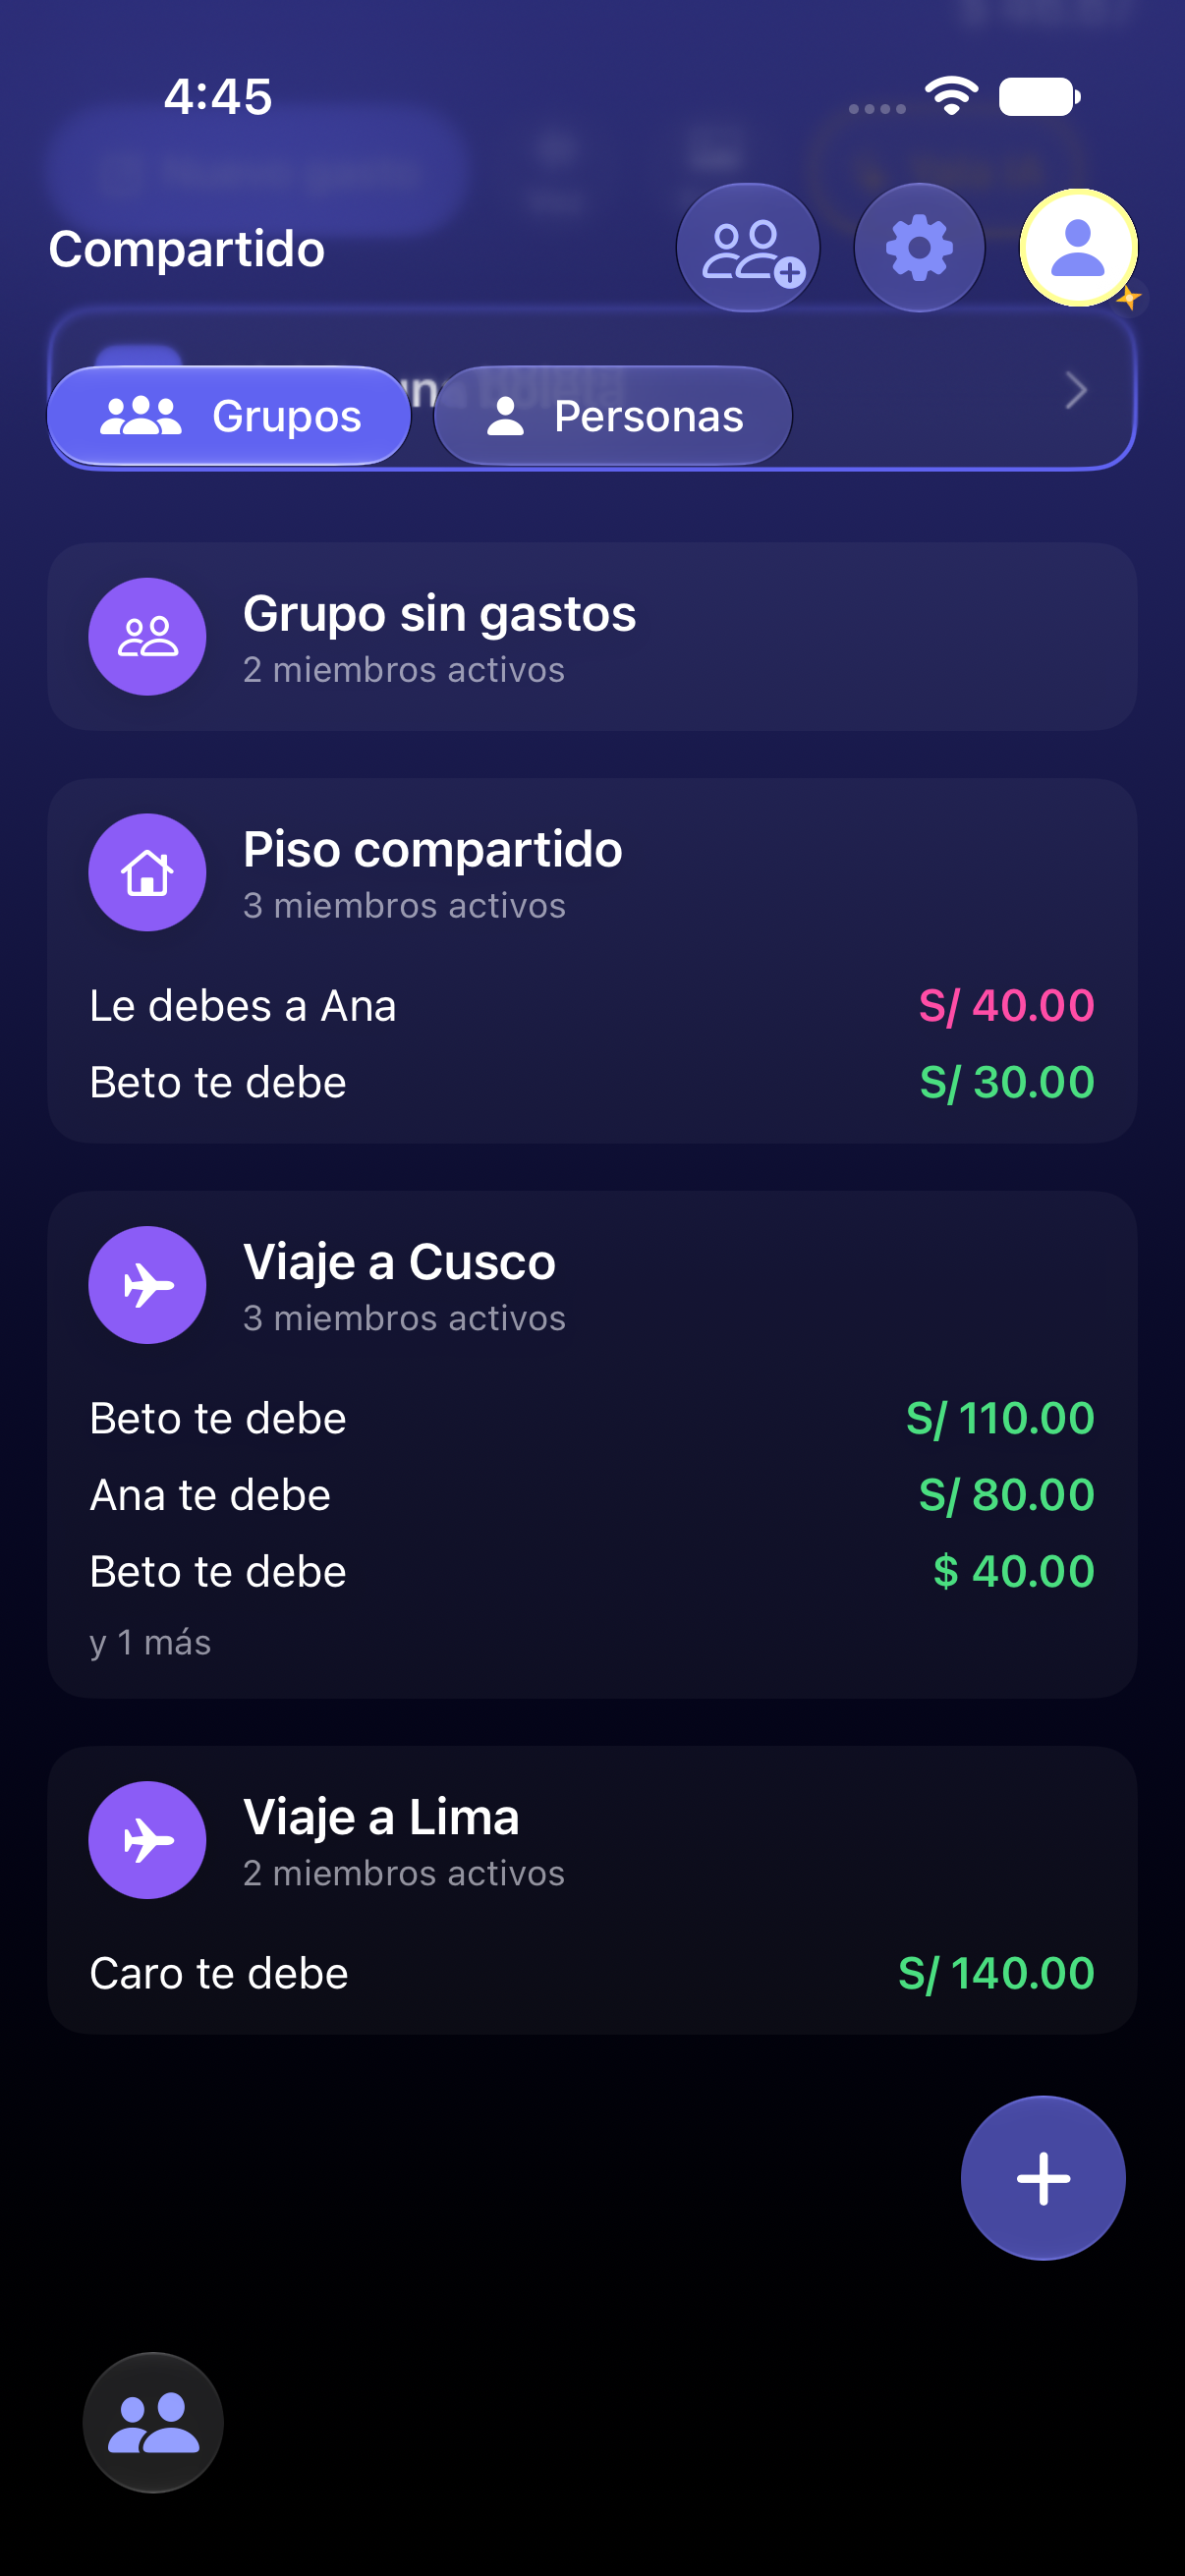 4:45
Compartido
una
Grupos
Personas
Grupo sin gastos
2 miembros activos
Piso compartido
3 miembros activos
Le debes a Ana
S/ 40.00
Beto te debe
S/ 30.00
Viaje a Cusco
3 miembros activos
Beto te debe
S/ 110.00
Ana te debe
S/ 80.00
Beto te debe
$ 40.00
y 1 más
Viaje a Lima
2 miembros activos
Caro te debe
S/ 140.00